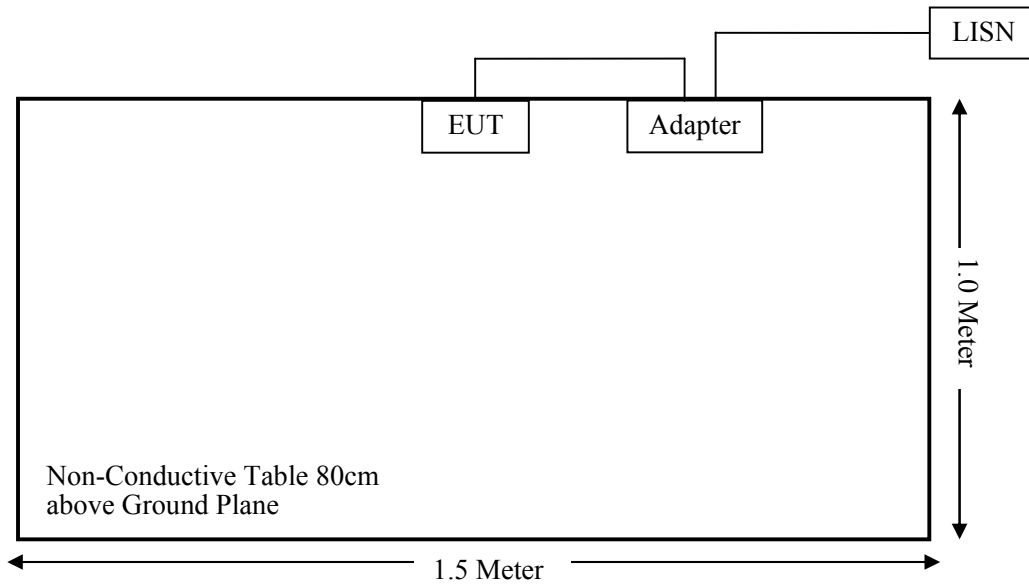 LISN
EUT
Adapter
1.0 Meter
Non-Conductive Table 80cm
above Ground Plane
1.5 Meter